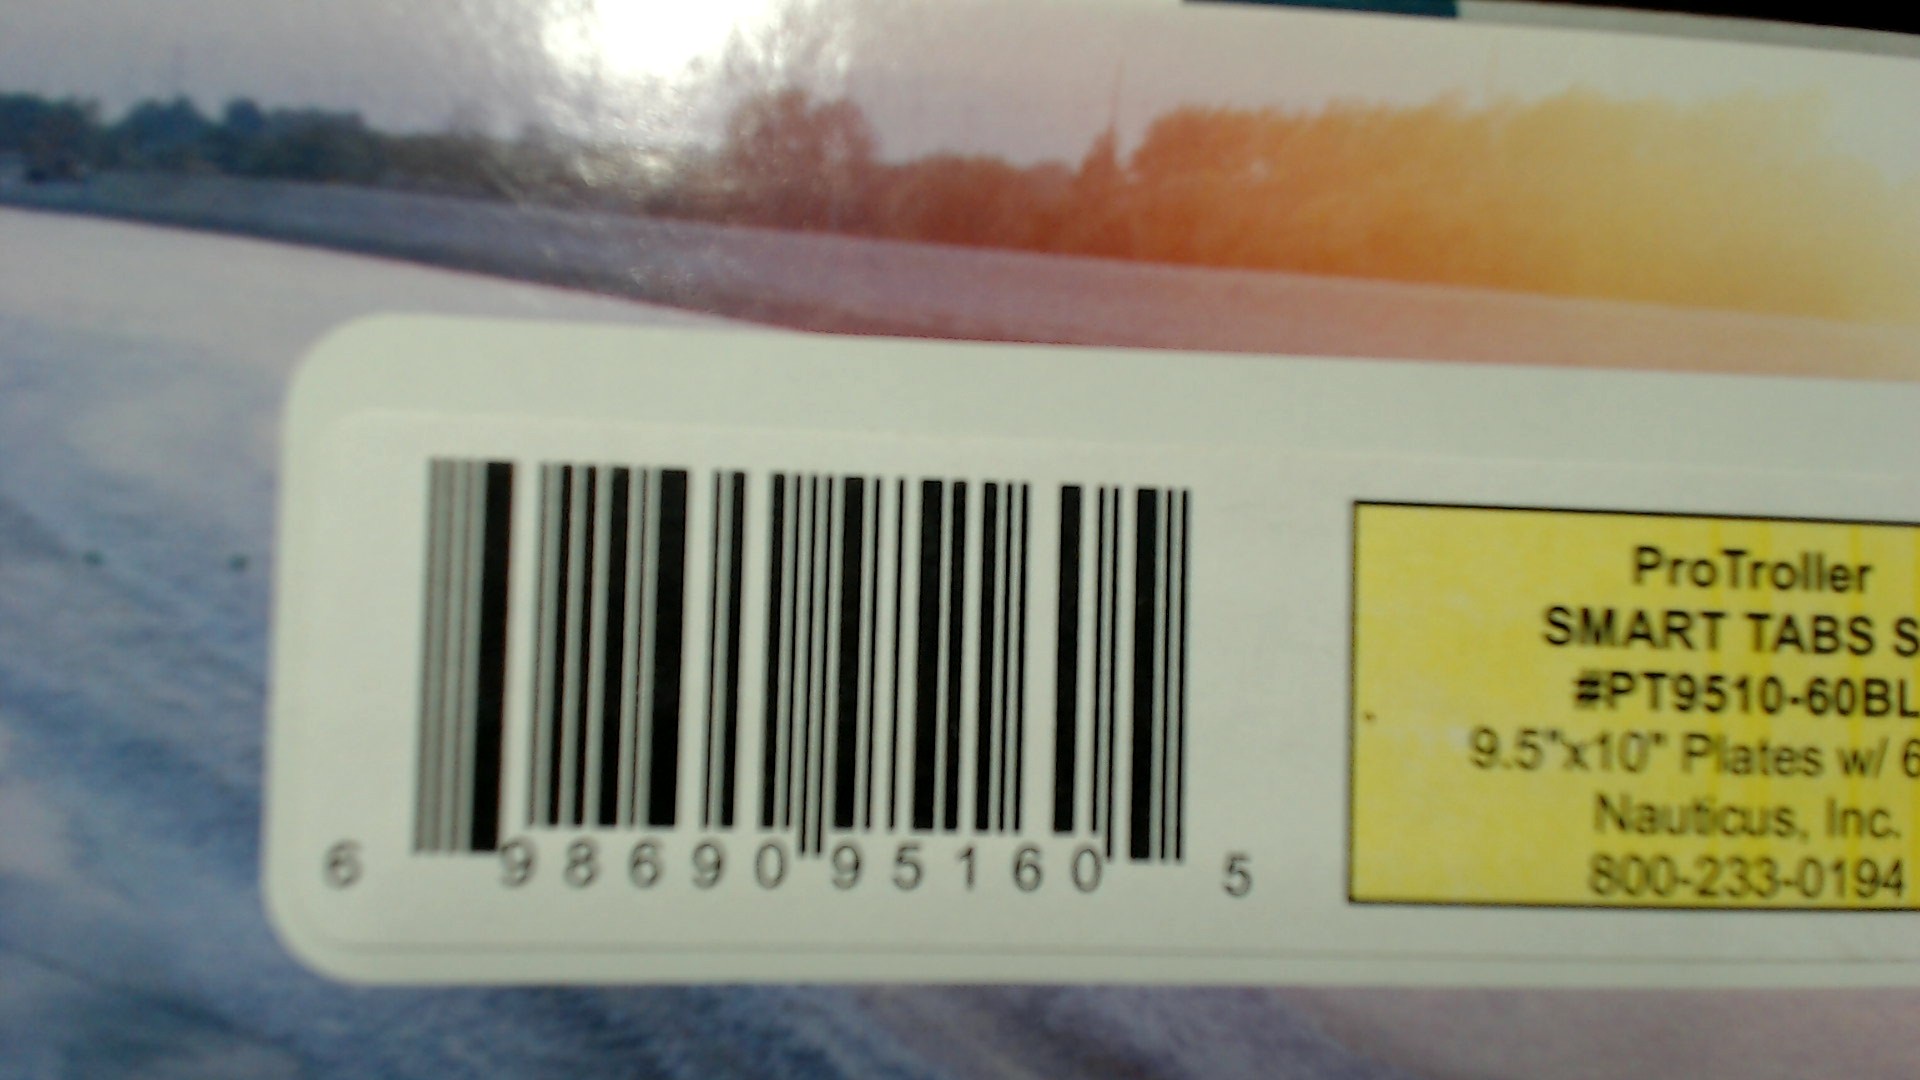 6 98690 95160 5
ProTroller
SMART TABS S
#PT9510-60BL
9.5"x10" Plates w/ 6
Nauticus, Inc.
800-233-0194